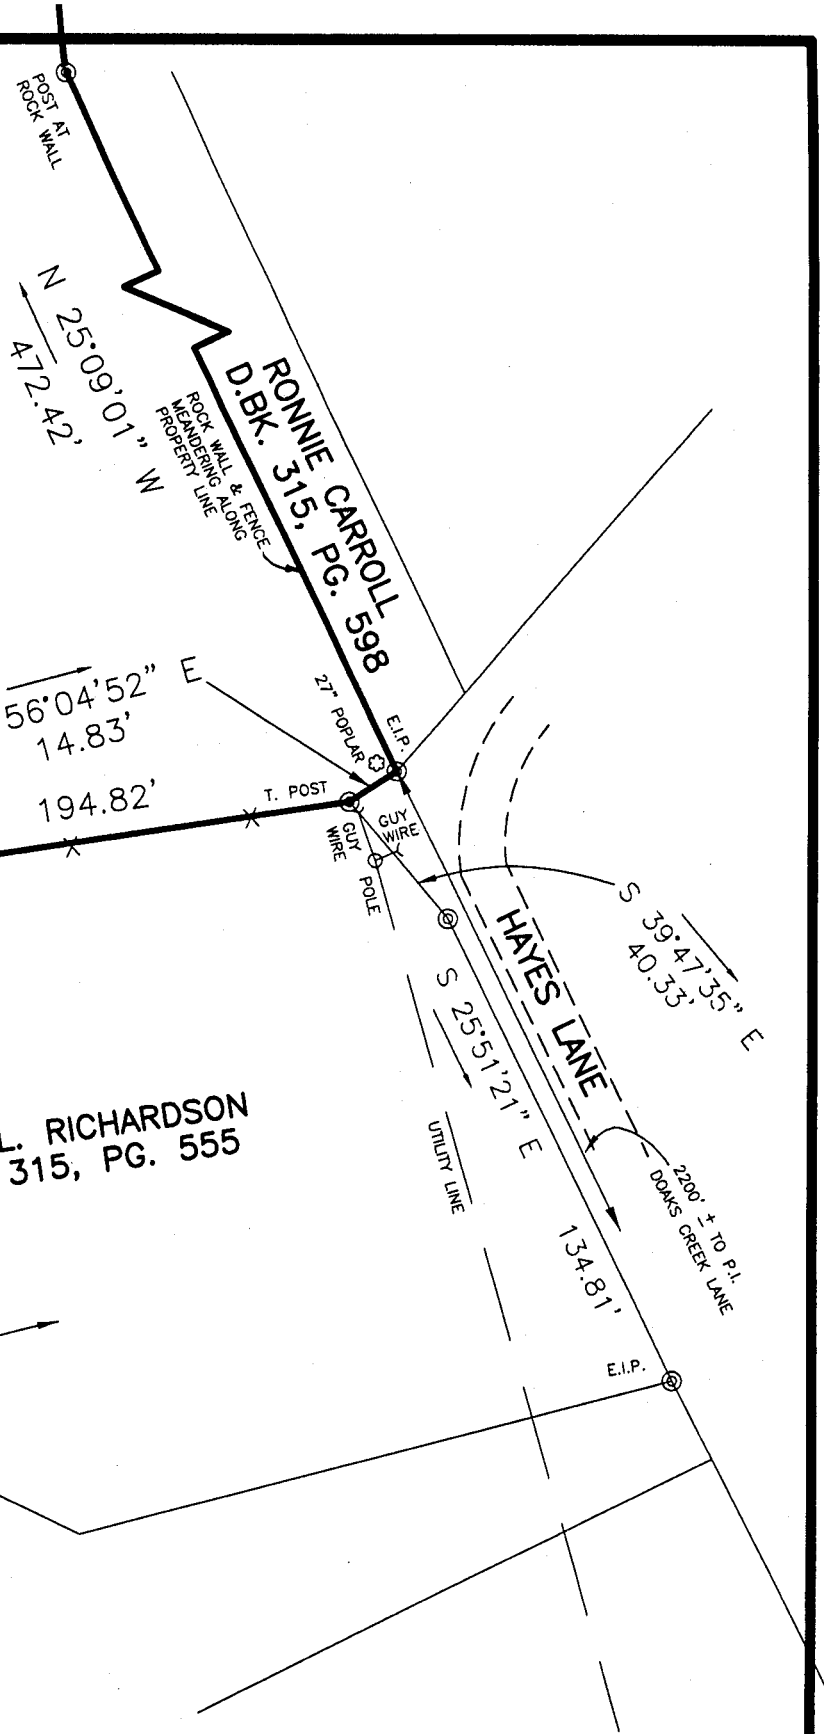 POST AT
ROCK WALL
N 25°09'01" W
472.42'
RONNIE CARROLL
D.BK. 315, PG. 598
ROCK WALL & FENCE
MEANDERING ALONG
PROPERTY LINE
56°04'52" E
14.83'
194.82'
27" POPLAR
E.I.P.
T. POST
GUY
WIRE
GUY
WIRE
POLE
S 39°47'35" E
40.33'
HAYES LANE
S 25°51'21" E
134.81'
L. RICHARDSON
315, PG. 555
UTILITY LINE
2200' ± TO P.I.
DOAKS CREEK LANE
E.I.P.